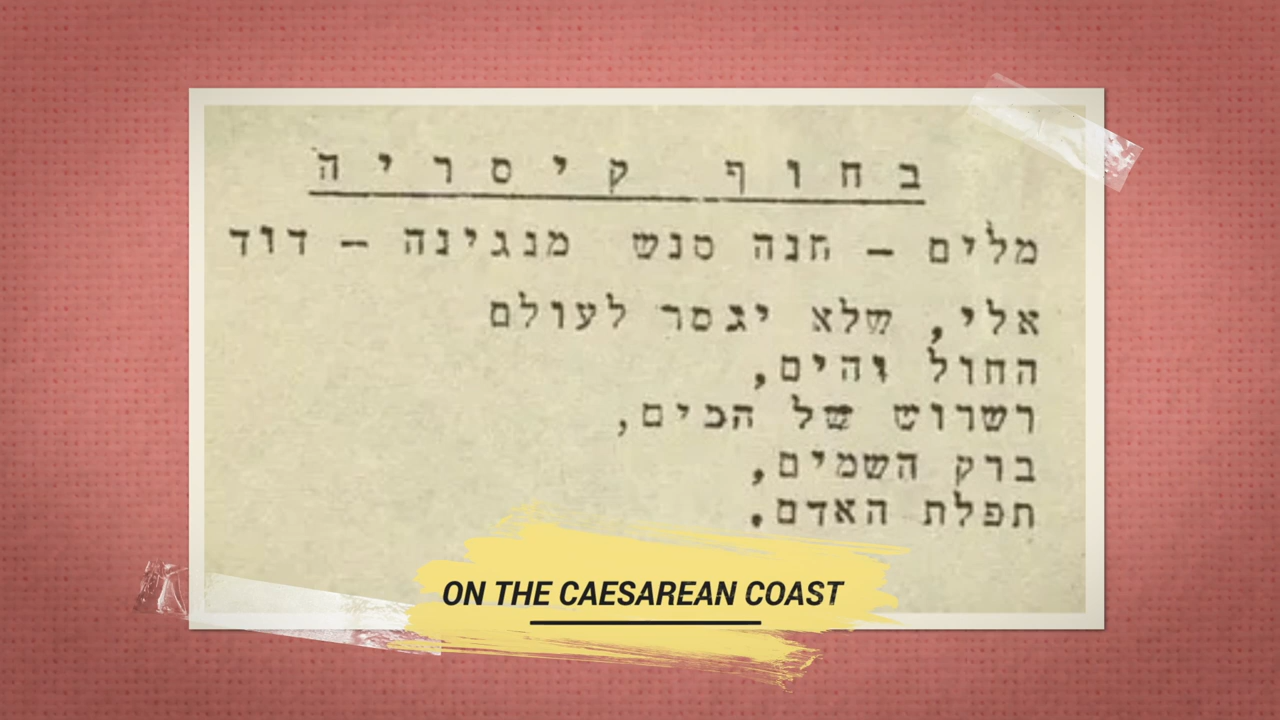 בחוף קיסריה
מלים - חנה סנש מנגינה - דוד
אלי, שלא יגסר לעולם
החול והים,
רשרוש של המים,
ברק השמים,
תפלת האדם.
ON THE CAESAREAN COAST